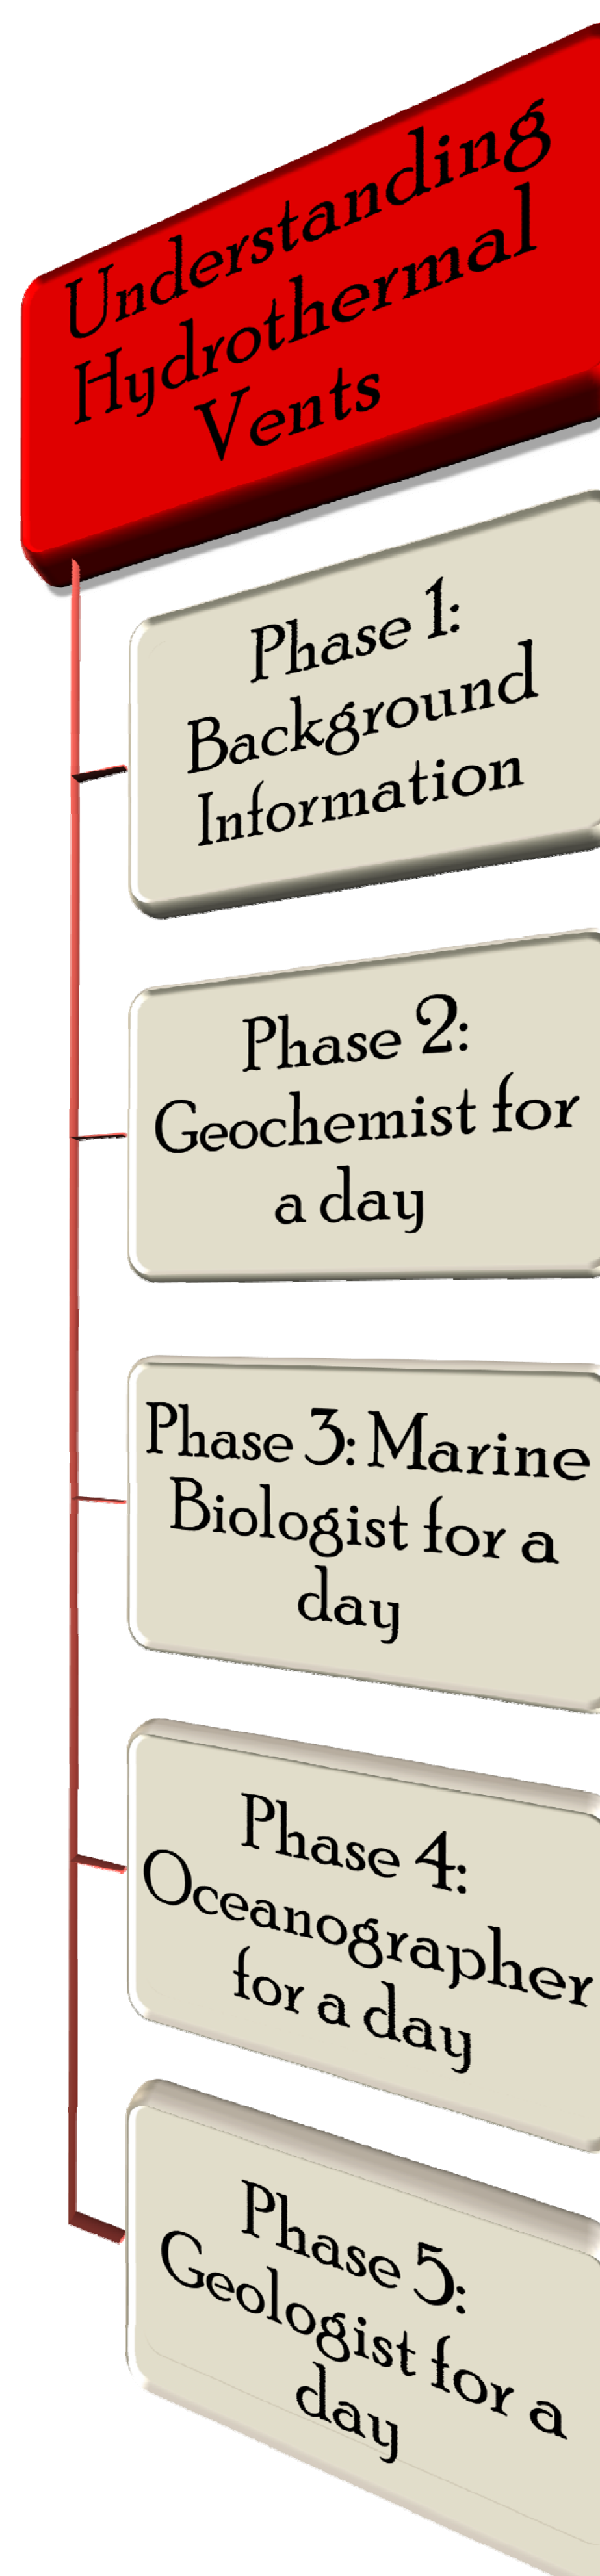 Understanding
Hydrothermal
Vents
Phase 1:
Background
Information
Phase 2:
Geochemist for
a day
Phase 3: Marine
Biologist for a
day
Phase 4:
Oceanographer
for a day
Phase 5:
Geologist for a
day